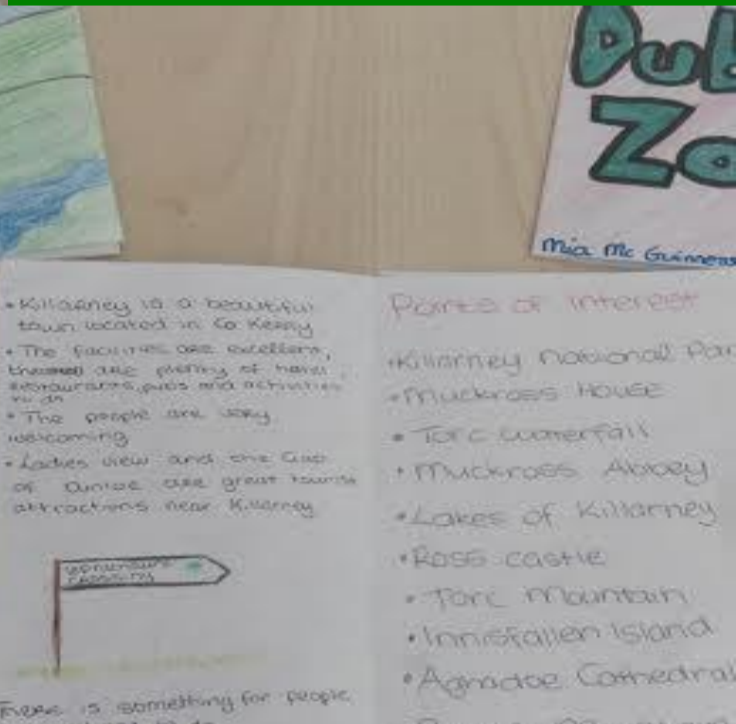 Dub
Zo
Mia Mc Guinness
• Killarney is a beautiful
town located in Co Kerry
• The facilities are excellent,
are plenty of hotels,
restaurants, pubs and activities
to do
• The people are very
welcoming
• Ladies view and the Gap
of Dunloe are great tourist
attractions near Killarney
There is something for people
Points of interest
• Killarney National Par
• Muckross House
• Torc waterfall
• Muckross Abbey
• Lakes of Killarney
• Ross castle
• Torc Mountain
• Innisfallen Island
• Aghadoe Cathedral